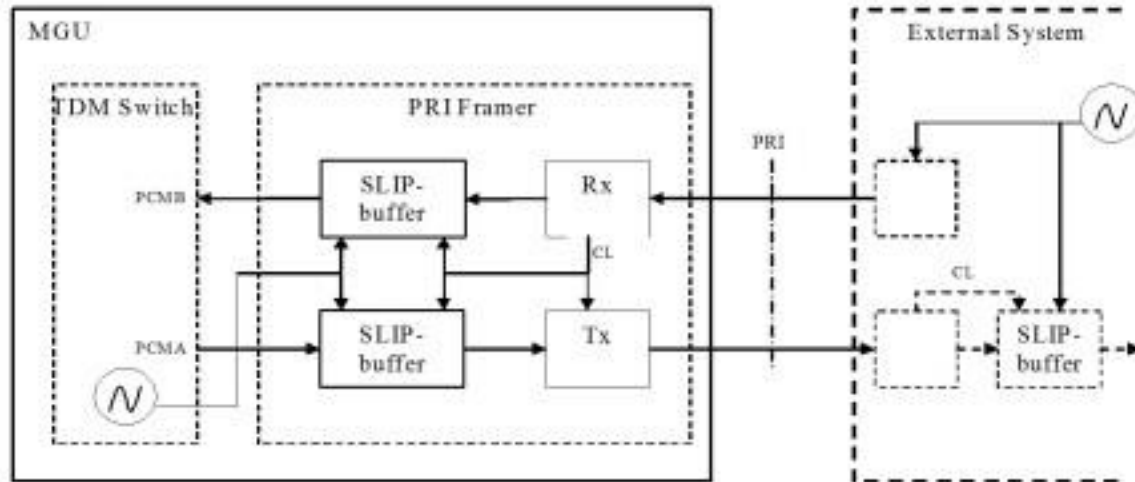 MGU
External System
TDM Switch
PRI Framer
PRI
PCMB
SLIP-
buffer
Rx
CL
CL
PCMA
SLIP-
buffer
Tx
SLIP-
buffer